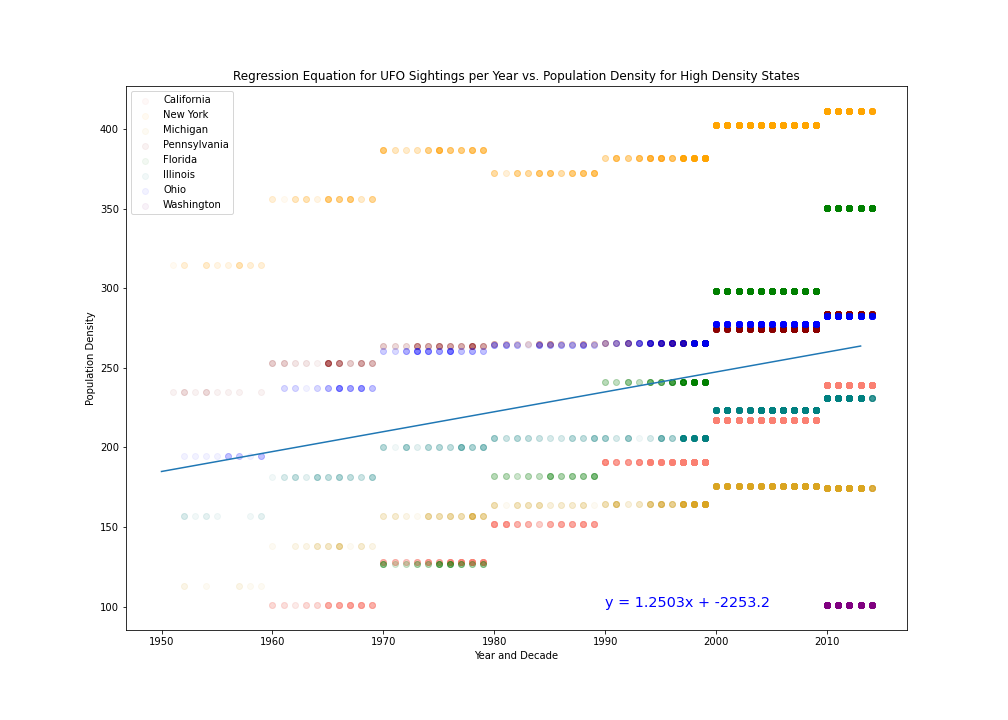 Regression Equation for UFO Sightings per Year vs. Population Density for High Density States
California
New York
Michigan
Pennsylvania
Florida
Illinois
Ohio
Washington
400
350
300
250
200
150
100
Population Density
y = 1.2503x + -2253.2
1950 1960 1970 1980 1990 2000 2010
Year and Decade